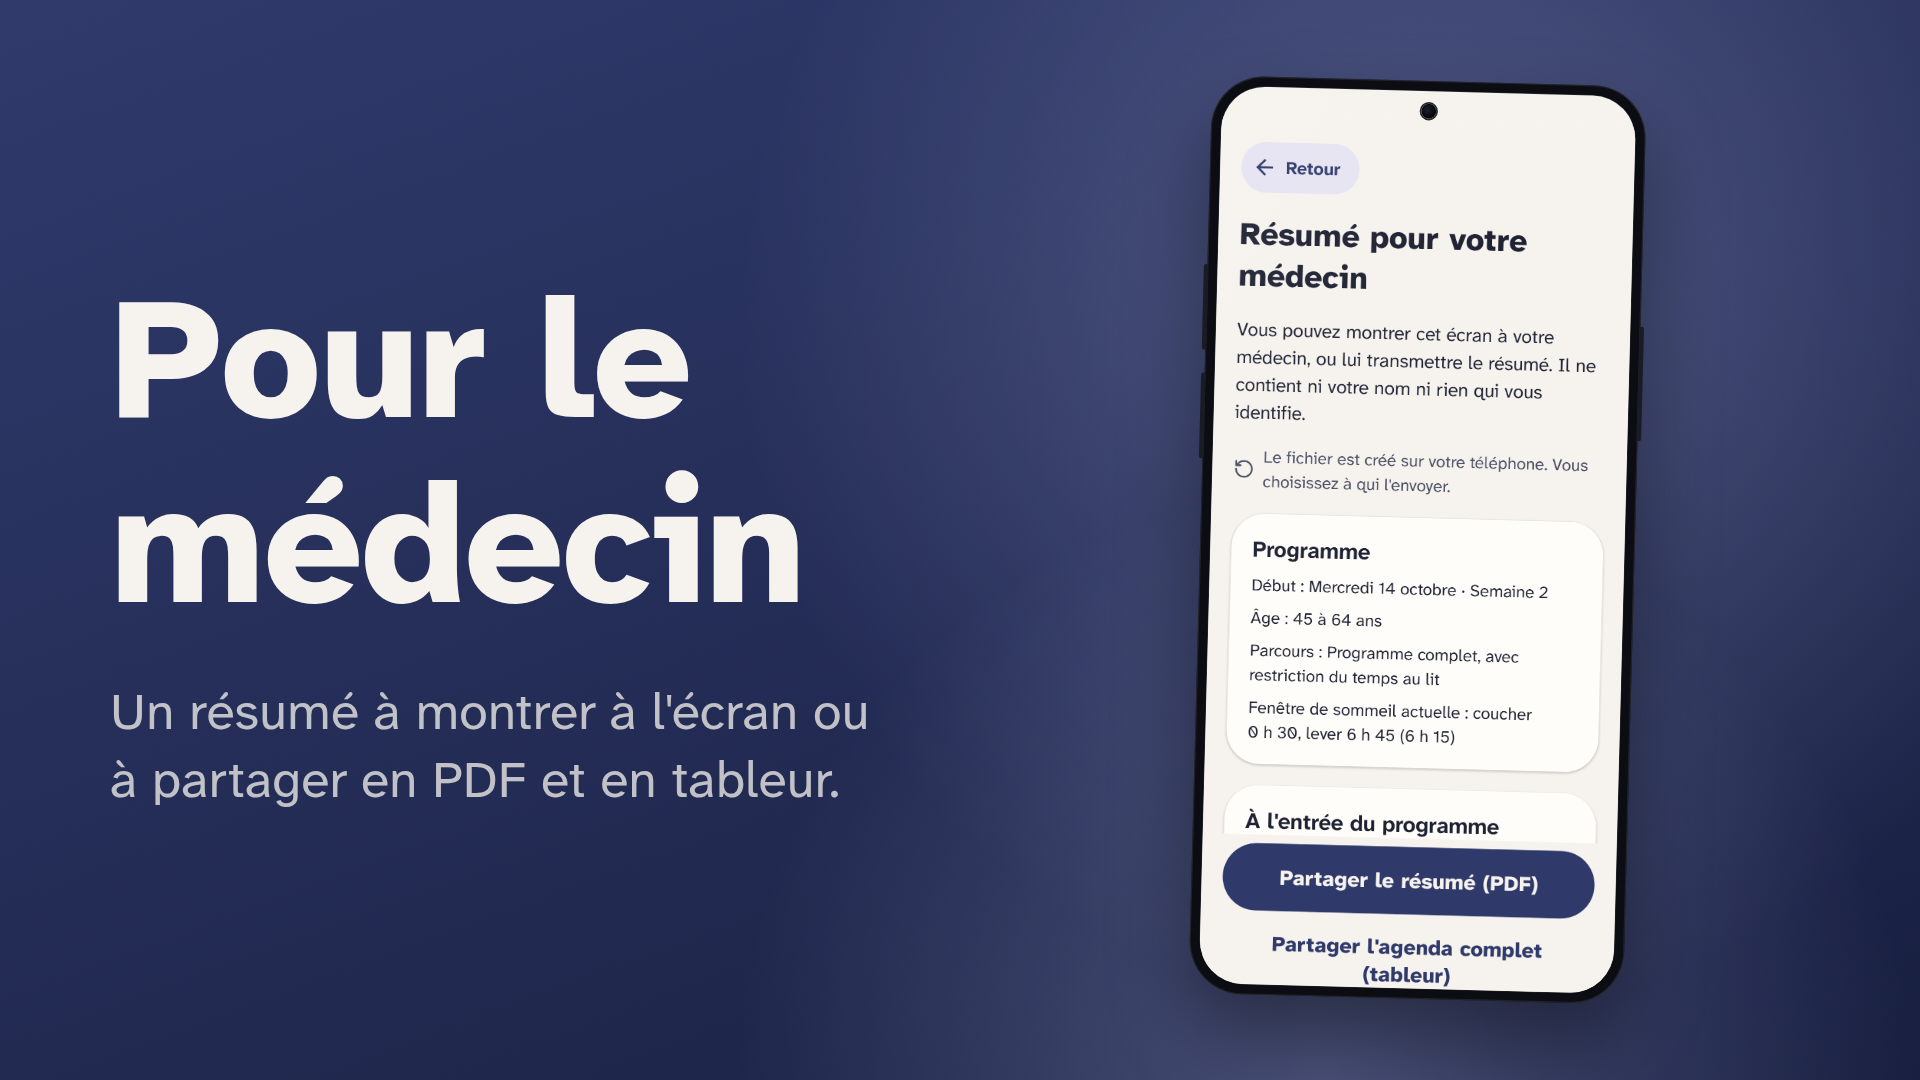 Pour le
médecin
Un résumé à montrer à l'écran ou
à partager en PDF et en tableur.
Retour
Résumé pour votre
médecin
Vous pouvez montrer cet écran à votre
médecin, ou lui transmettre le résumé. Il ne
contient ni votre nom ni rien qui vous
identifie.
Le fichier est créé sur votre téléphone. Vous
choisissez à qui l'envoyer.
Programme
Début : Mercredi 14 octobre · Semaine 2
Âge : 45 à 64 ans
Parcours : Programme complet, avec
restriction du temps au lit
Fenêtre de sommeil actuelle : coucher
0 h 30, lever 6 h 45 (6 h 15)
À l'entrée du programme
Partager le résumé (PDF)
Partager l'agenda complet
(tableur)